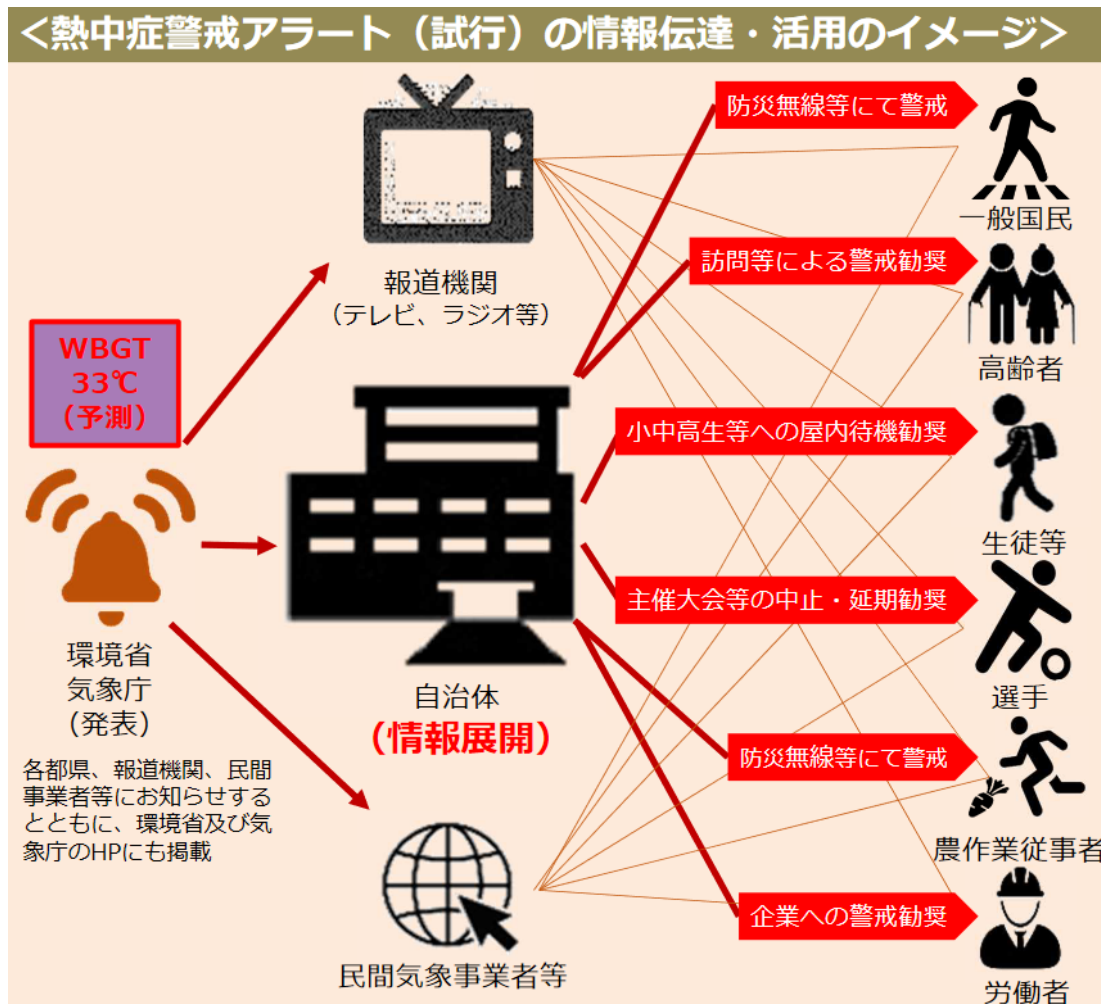 ＜熱中症警戒アラート（試行）の情報伝達・活用のイメージ＞
報道機関
（テレビ、ラジオ等）
WBGT
33℃
（予測）
環境省
気象庁
（発表）
各都県、報道機関、民間
事業者等にお知らせする
とともに、環境省及び気
象庁のHPにも掲載
自治体
（情報展開）
民間気象事業者等
防災無線等にて警戒
一般国民
訪問等による警戒勧奨
高齢者
小中高生等への屋内待機勧奨
生徒等
主催大会等の中止・延期勧奨
選手
防災無線等にて警戒
農作業従事者
企業への警戒勧奨
労働者